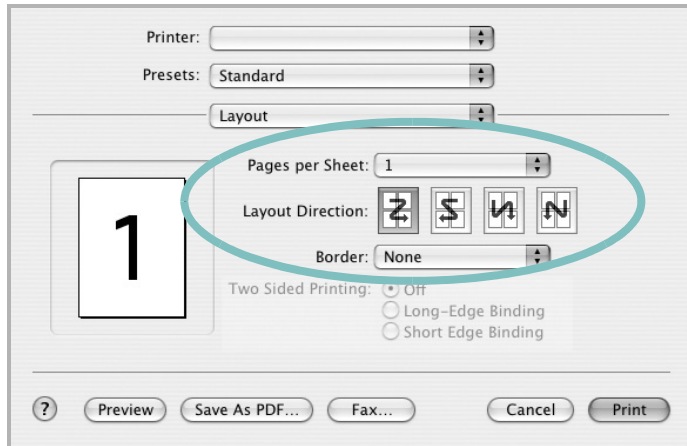 Printer:
Presets: Standard
Layout
Pages per Sheet: 1
Layout Direction:
Border: None
1
Two Sided Printing: Off
Long-Edge Binding
Short Edge Binding
? Preview Save As PDF... Fax... Cancel Print